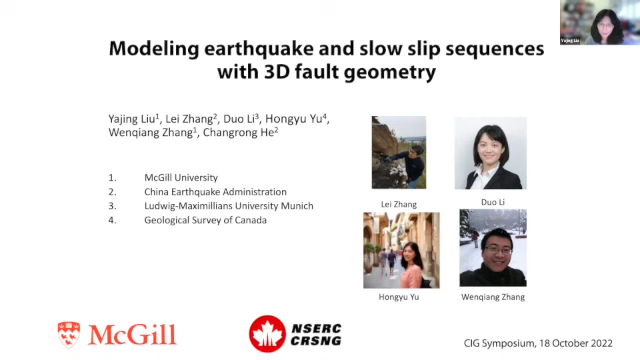 Yajing Liu
Modeling earthquake and slow slip sequences
with 3D fault geometry
Yajing Liu¹, Lei Zhang², Duo Li³, Hongyu Yu⁴,
Wenqiang Zhang¹, Changrong He²
1. McGill University
2. China Earthquake Administration
3. Ludwig-Maximillians University Munich
4. Geological Survey of Canada
Lei Zhang
Duo Li
Hongyu Yu
Wenqiang Zhang
McGill
NSERC
CRSNG
CIG Symposium, 18 October 2022